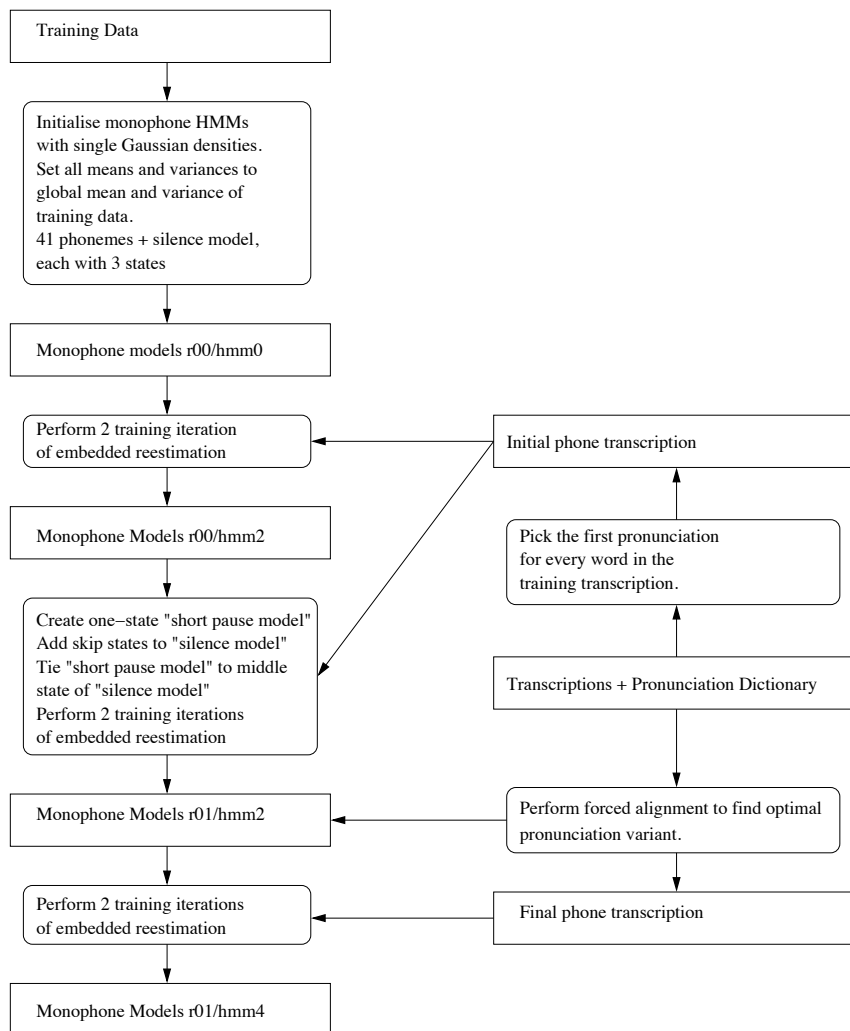 Training Data
Initialise monophone HMMs
with single Gaussian densities.
Set all means and variances to
global mean and variance of
training data.
41 phonemes + silence model,
each with 3 states
Monophone models r00/hmm0
Perform 2 training iteration
of embedded reestimation
Initial phone transcription
Monophone Models r00/hmm2
Pick the first pronunciation
for every word in the
training transcription.
Create one−state "short pause model"
Add skip states to "silence model"
Tie "short pause model" to middle
state of "silence model"
Perform 2 training iterations
of embedded reestimation
Transcriptions + Pronunciation Dictionary
Monophone Models r01/hmm2
Perform forced alignment to find optimal
pronunciation variant.
Perform 2 training iterations
of embedded reestimation
Final phone transcription
Monophone Models r01/hmm4